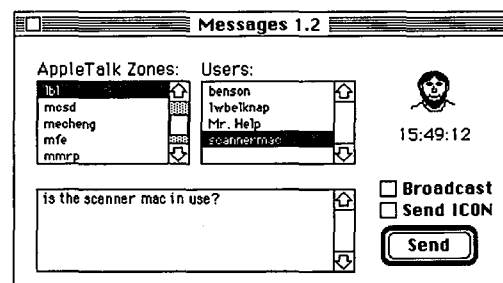 Messages 1.2
AppleTalk Zones:
lbl
mcsd
mecheng
mfe
mmrp
Users:
benson
lwbelknap
Mr. Help
scannermac
15:49:12
is the scanner mac in use?
Broadcast
Send ICON
Send